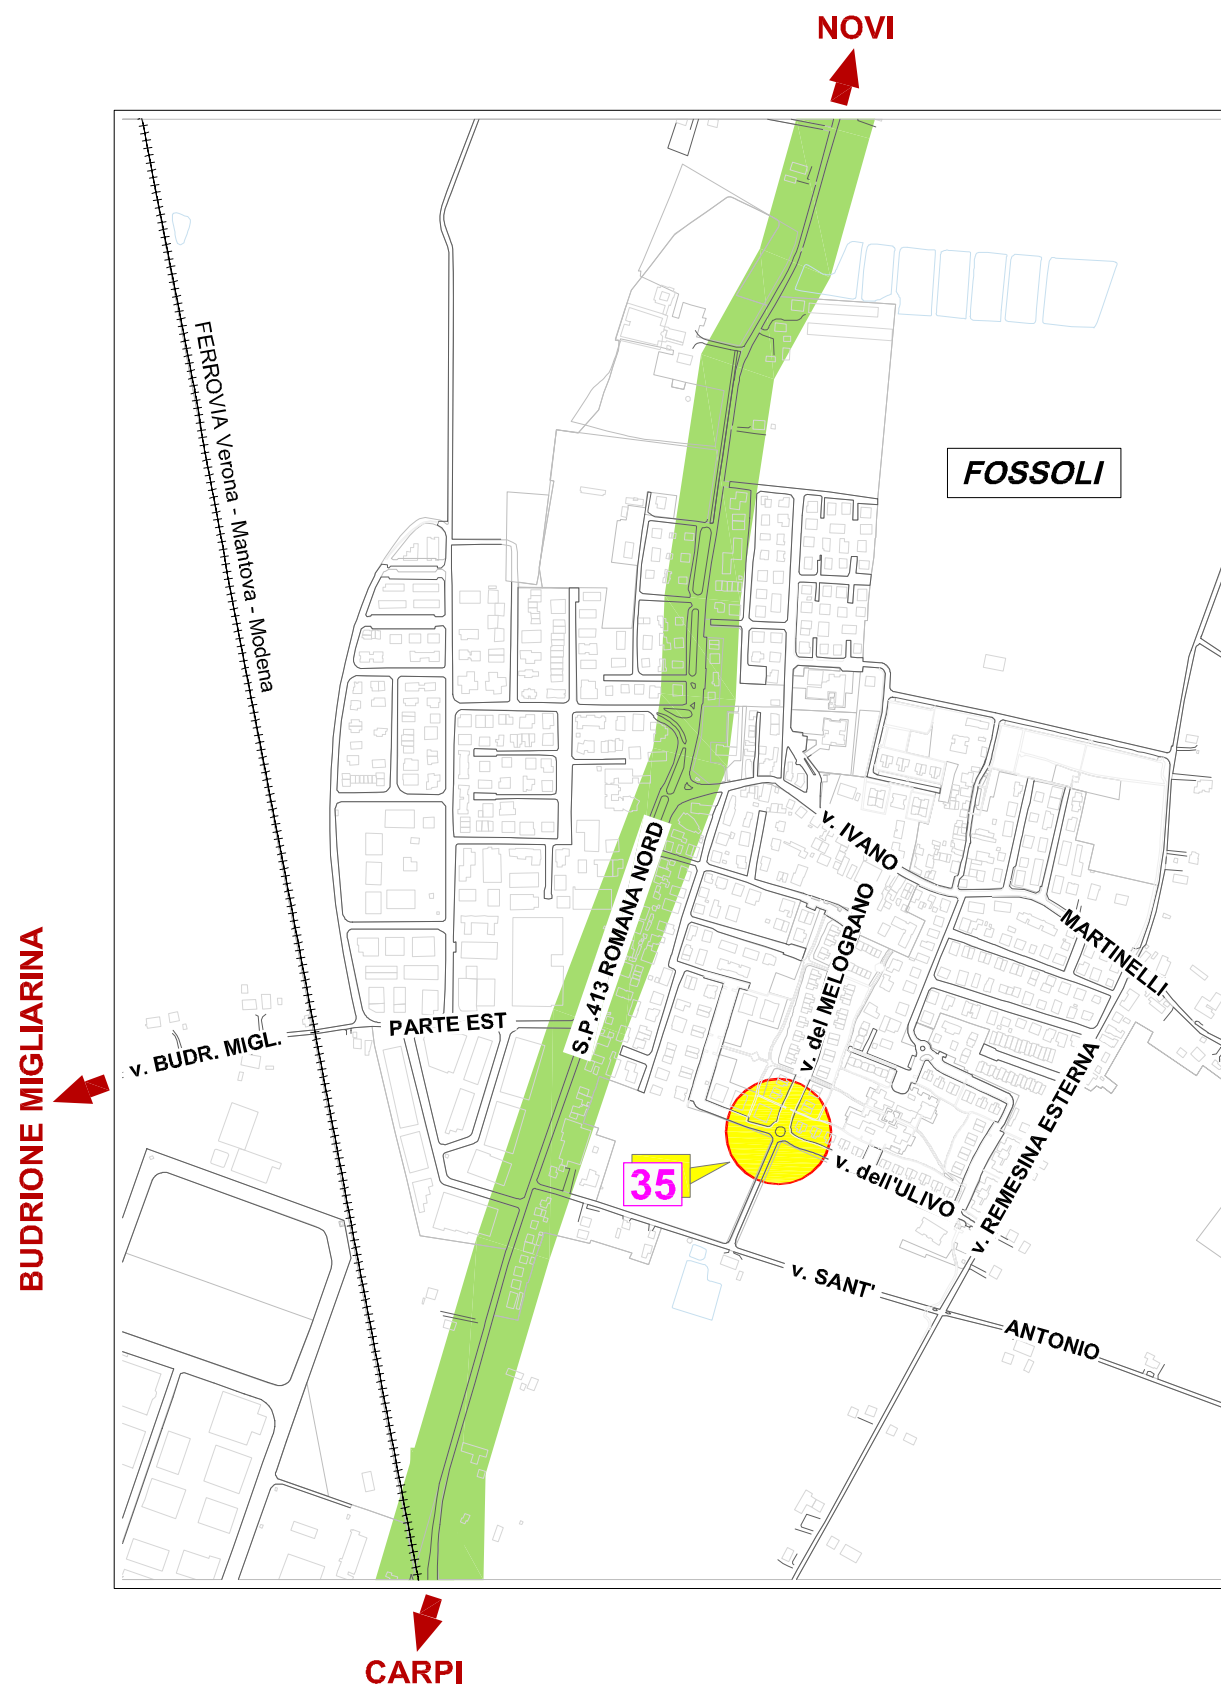 NOVI
FERROVIA Verona - Mantova - Modena
FOSSOLI
v. IVANO
MARTINELLI
S.P.413 ROMANA NORD
v. del MELOGRANO
BUDRIONE MIGLIARINA
v. BUDR. MIGL.
PARTE EST
v. REMESINA ESTERNA
35
v. dell'ULIVO
v. SANT'
ANTONIO
CARPI